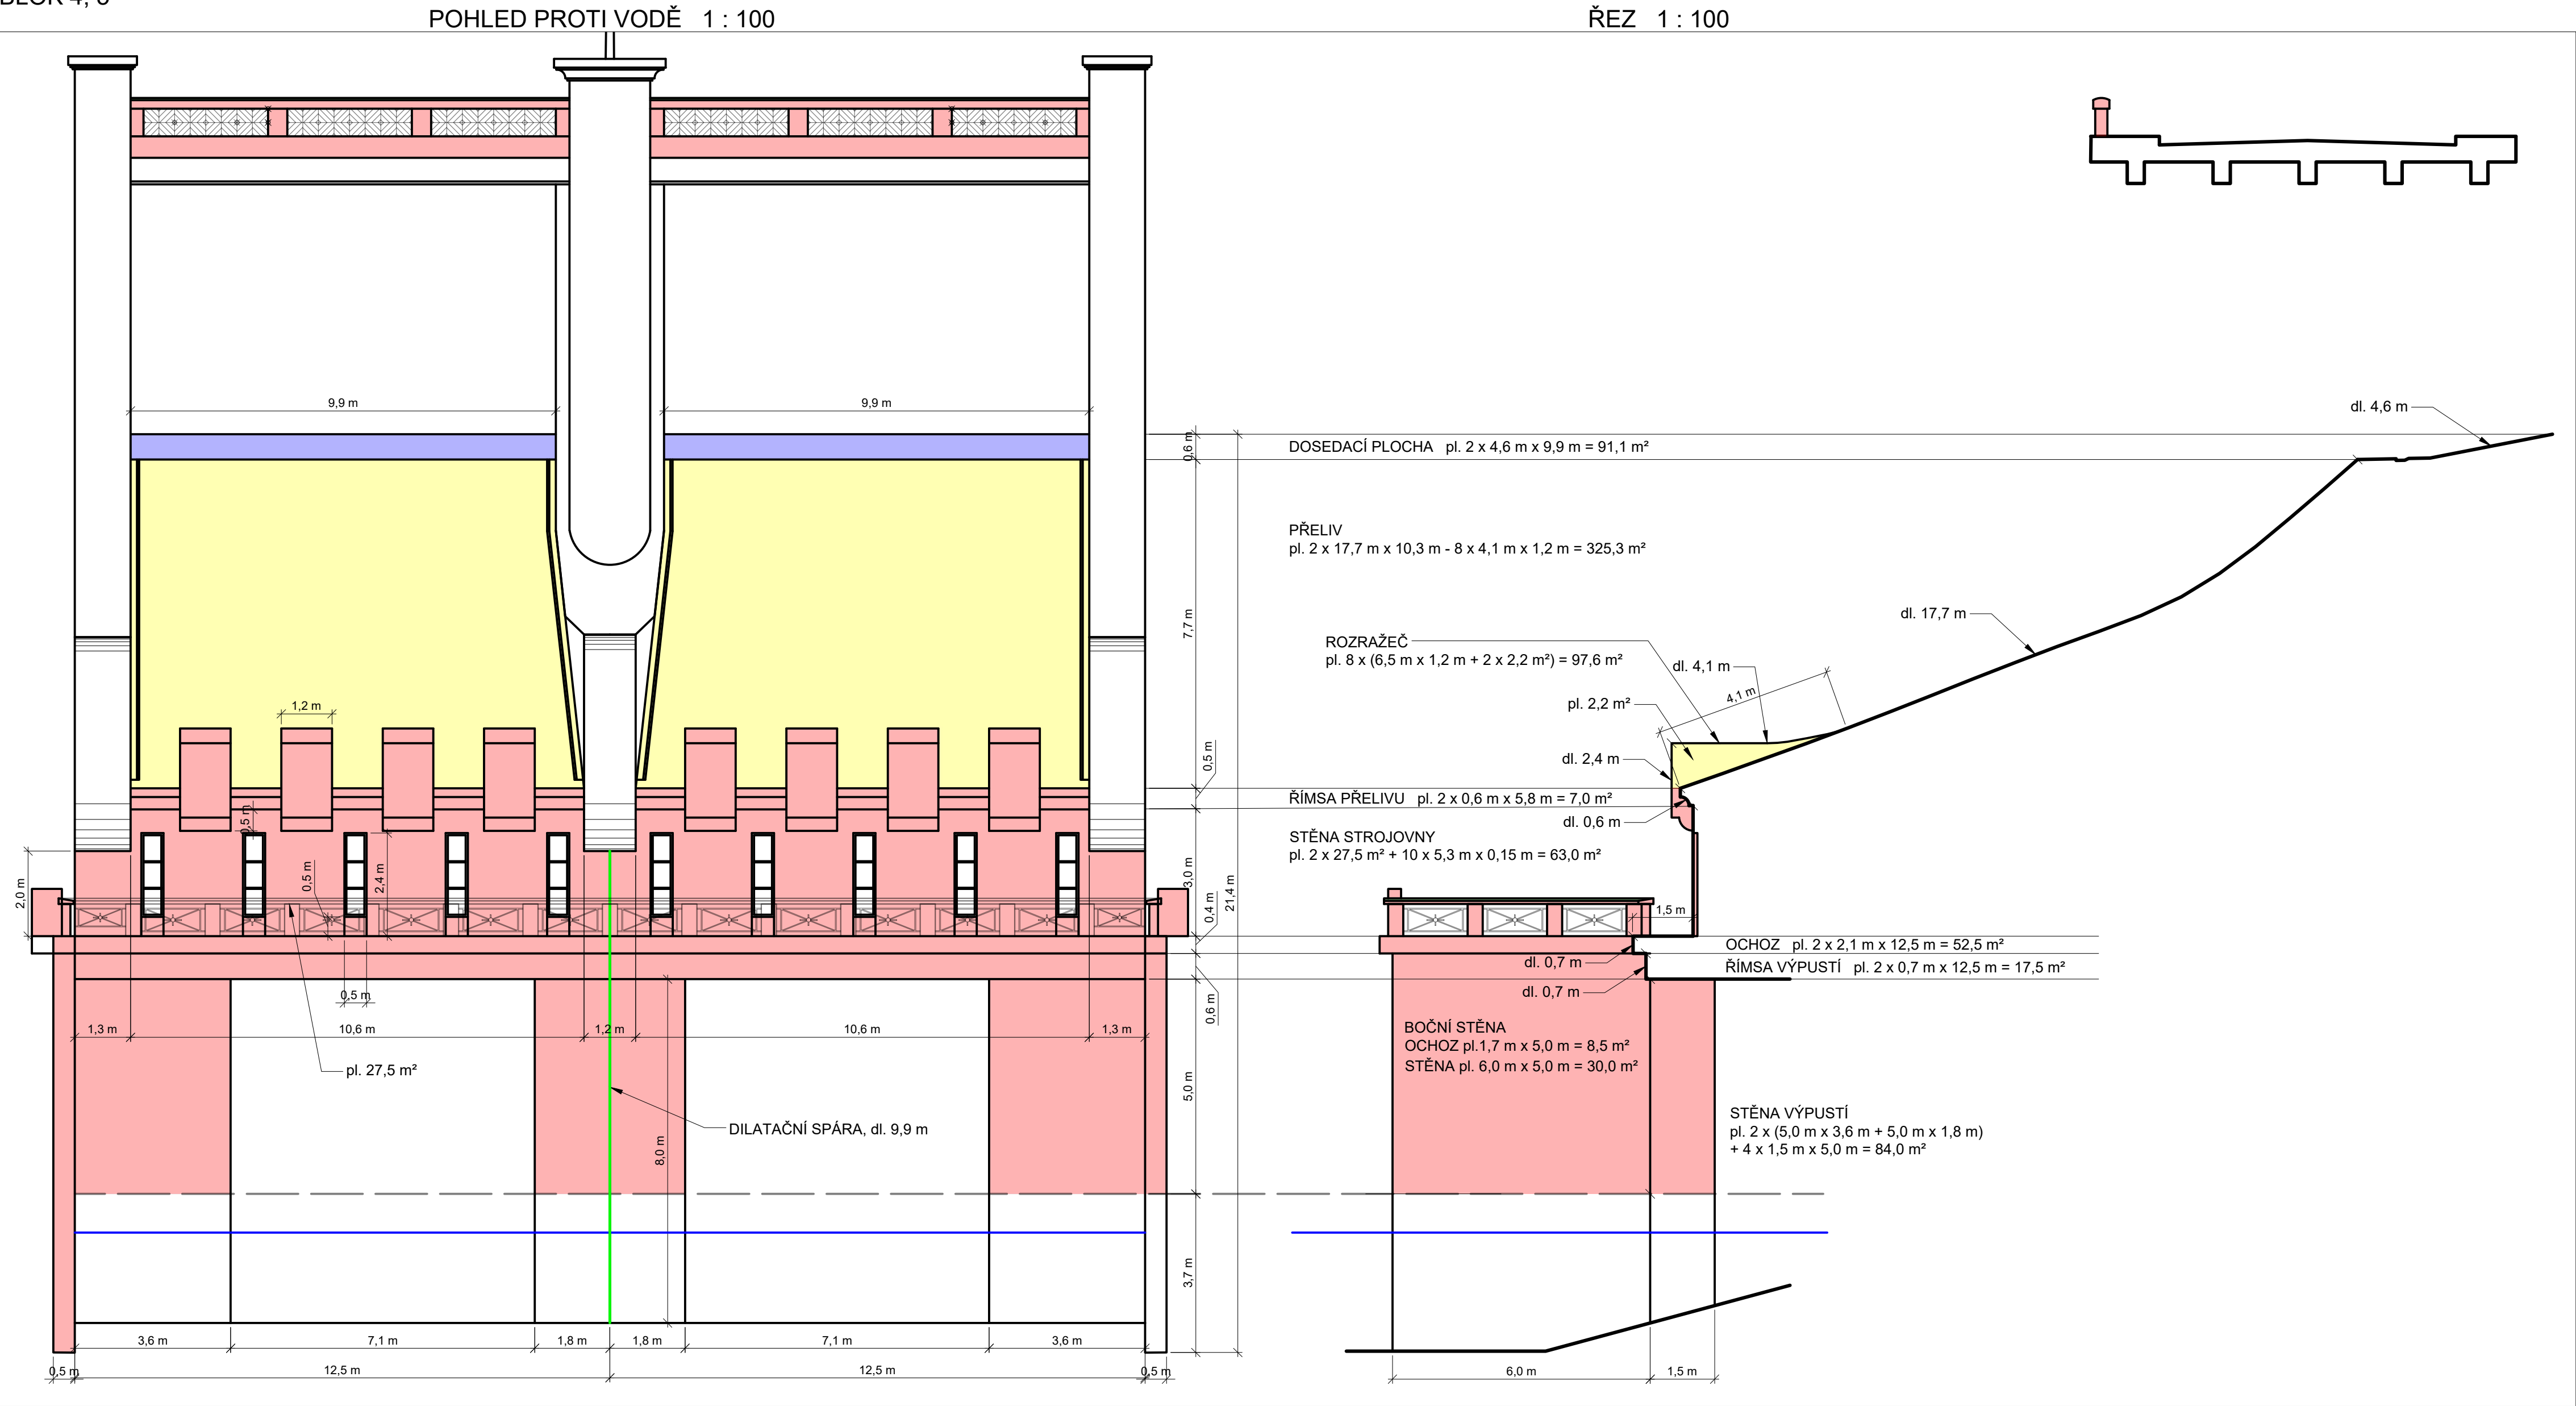 POHLED PROTI VODĚ 1 : 100
ŘEZ 1 : 100
9,9 m
9,9 m
0,6 m
DOSEDACÍ PLOCHA pl. 2 x 4,6 m x 9,9 m = 91,1 m²
dl. 4,6 m
PŘELIV
pl. 2 x 17,7 m x 10,3 m - 8 x 4,1 m x 1,2 m = 325,3 m²
7,7 m
dl. 17,7 m
ROZRAŽEČ
pl. 8 x (6,5 m x 1,2 m + 2 x 2,2 m²) = 97,6 m²
dl. 4,1 m
4,1 m
pl. 2,2 m²
1,2 m
0,5 m
dl. 2,4 m
ŘÍMSA PŘELIVU pl. 2 x 0,6 m x 5,8 m = 7,0 m²
dl. 0,6 m
STĚNA STROJOVNY
pl. 2 x 27,5 m² + 10 x 5,3 m x 0,15 m = 63,0 m²
0,5 m
2,0 m
0,5 m
2,4 m
3,0 m
0,4 m
21,4 m
1,5 m
OCHOZ pl. 2 x 2,1 m x 12,5 m = 52,5 m²
dl. 0,7 m
ŘÍMSA VÝPUSTÍ pl. 2 x 0,7 m x 12,5 m = 17,5 m²
dl. 0,7 m
0,5 m
0,6 m
1,3 m
10,6 m
1,2 m
10,6 m
1,3 m
BOČNÍ STĚNA
OCHOZ pl.1,7 m x 5,0 m = 8,5 m²
STĚNA pl. 6,0 m x 5,0 m = 30,0 m²
pl. 27,5 m²
5,0 m
DILATAČNÍ SPÁRA, dl. 9,9 m
8,0 m
STĚNA VÝPUSTÍ
pl. 2 x (5,0 m x 3,6 m + 5,0 m x 1,8 m)
+ 4 x 1,5 m x 5,0 m = 84,0 m²
3,7 m
3,6 m
7,1 m
1,8 m
1,8 m
7,1 m
3,6 m
0,5 m
12,5 m
12,5 m
0,5 m
6,0 m
1,5 m